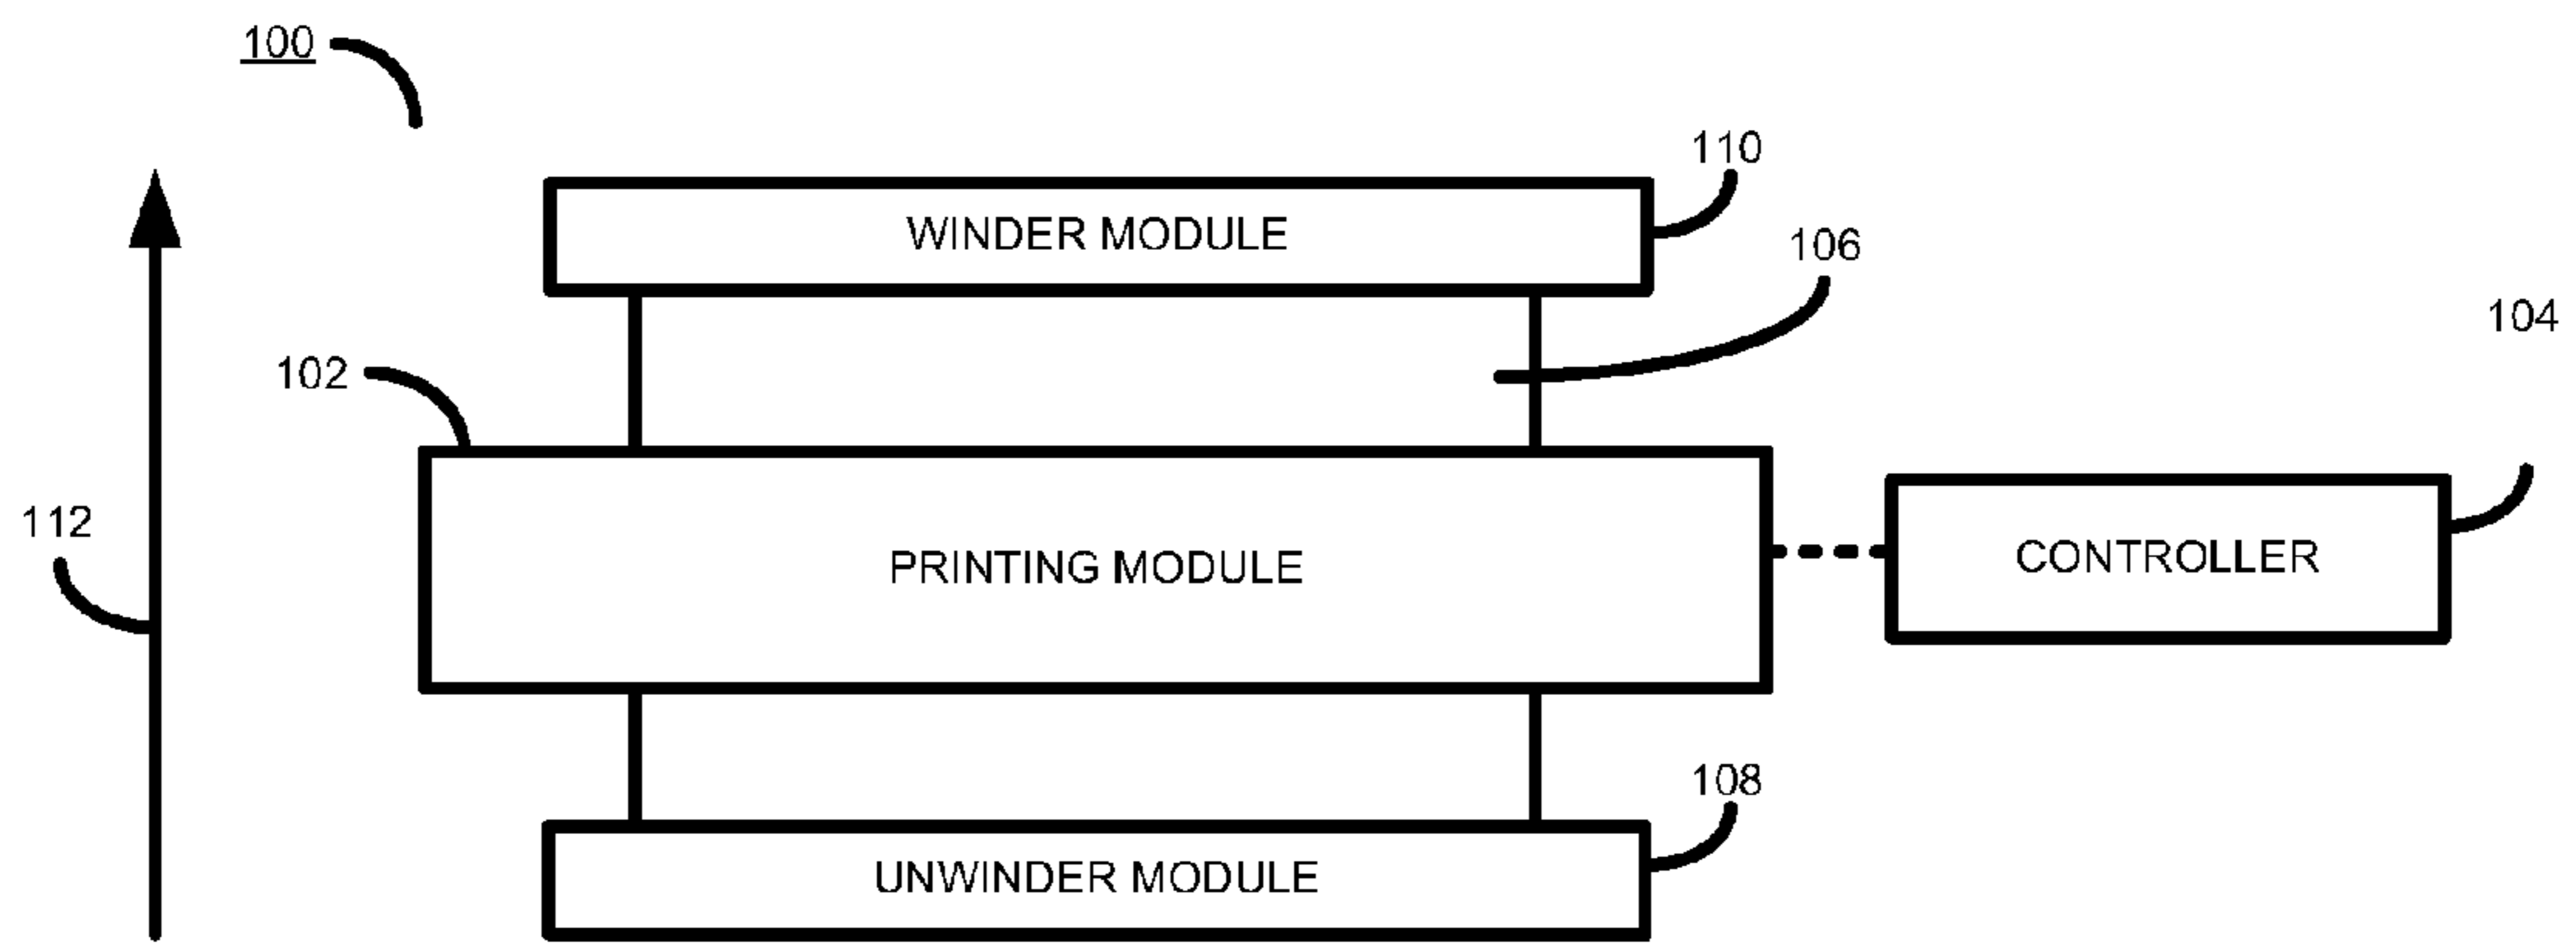 100
110
WINDER MODULE
106
104
102
112
PRINTING MODULE
CONTROLLER
108
UNWINDER MODULE